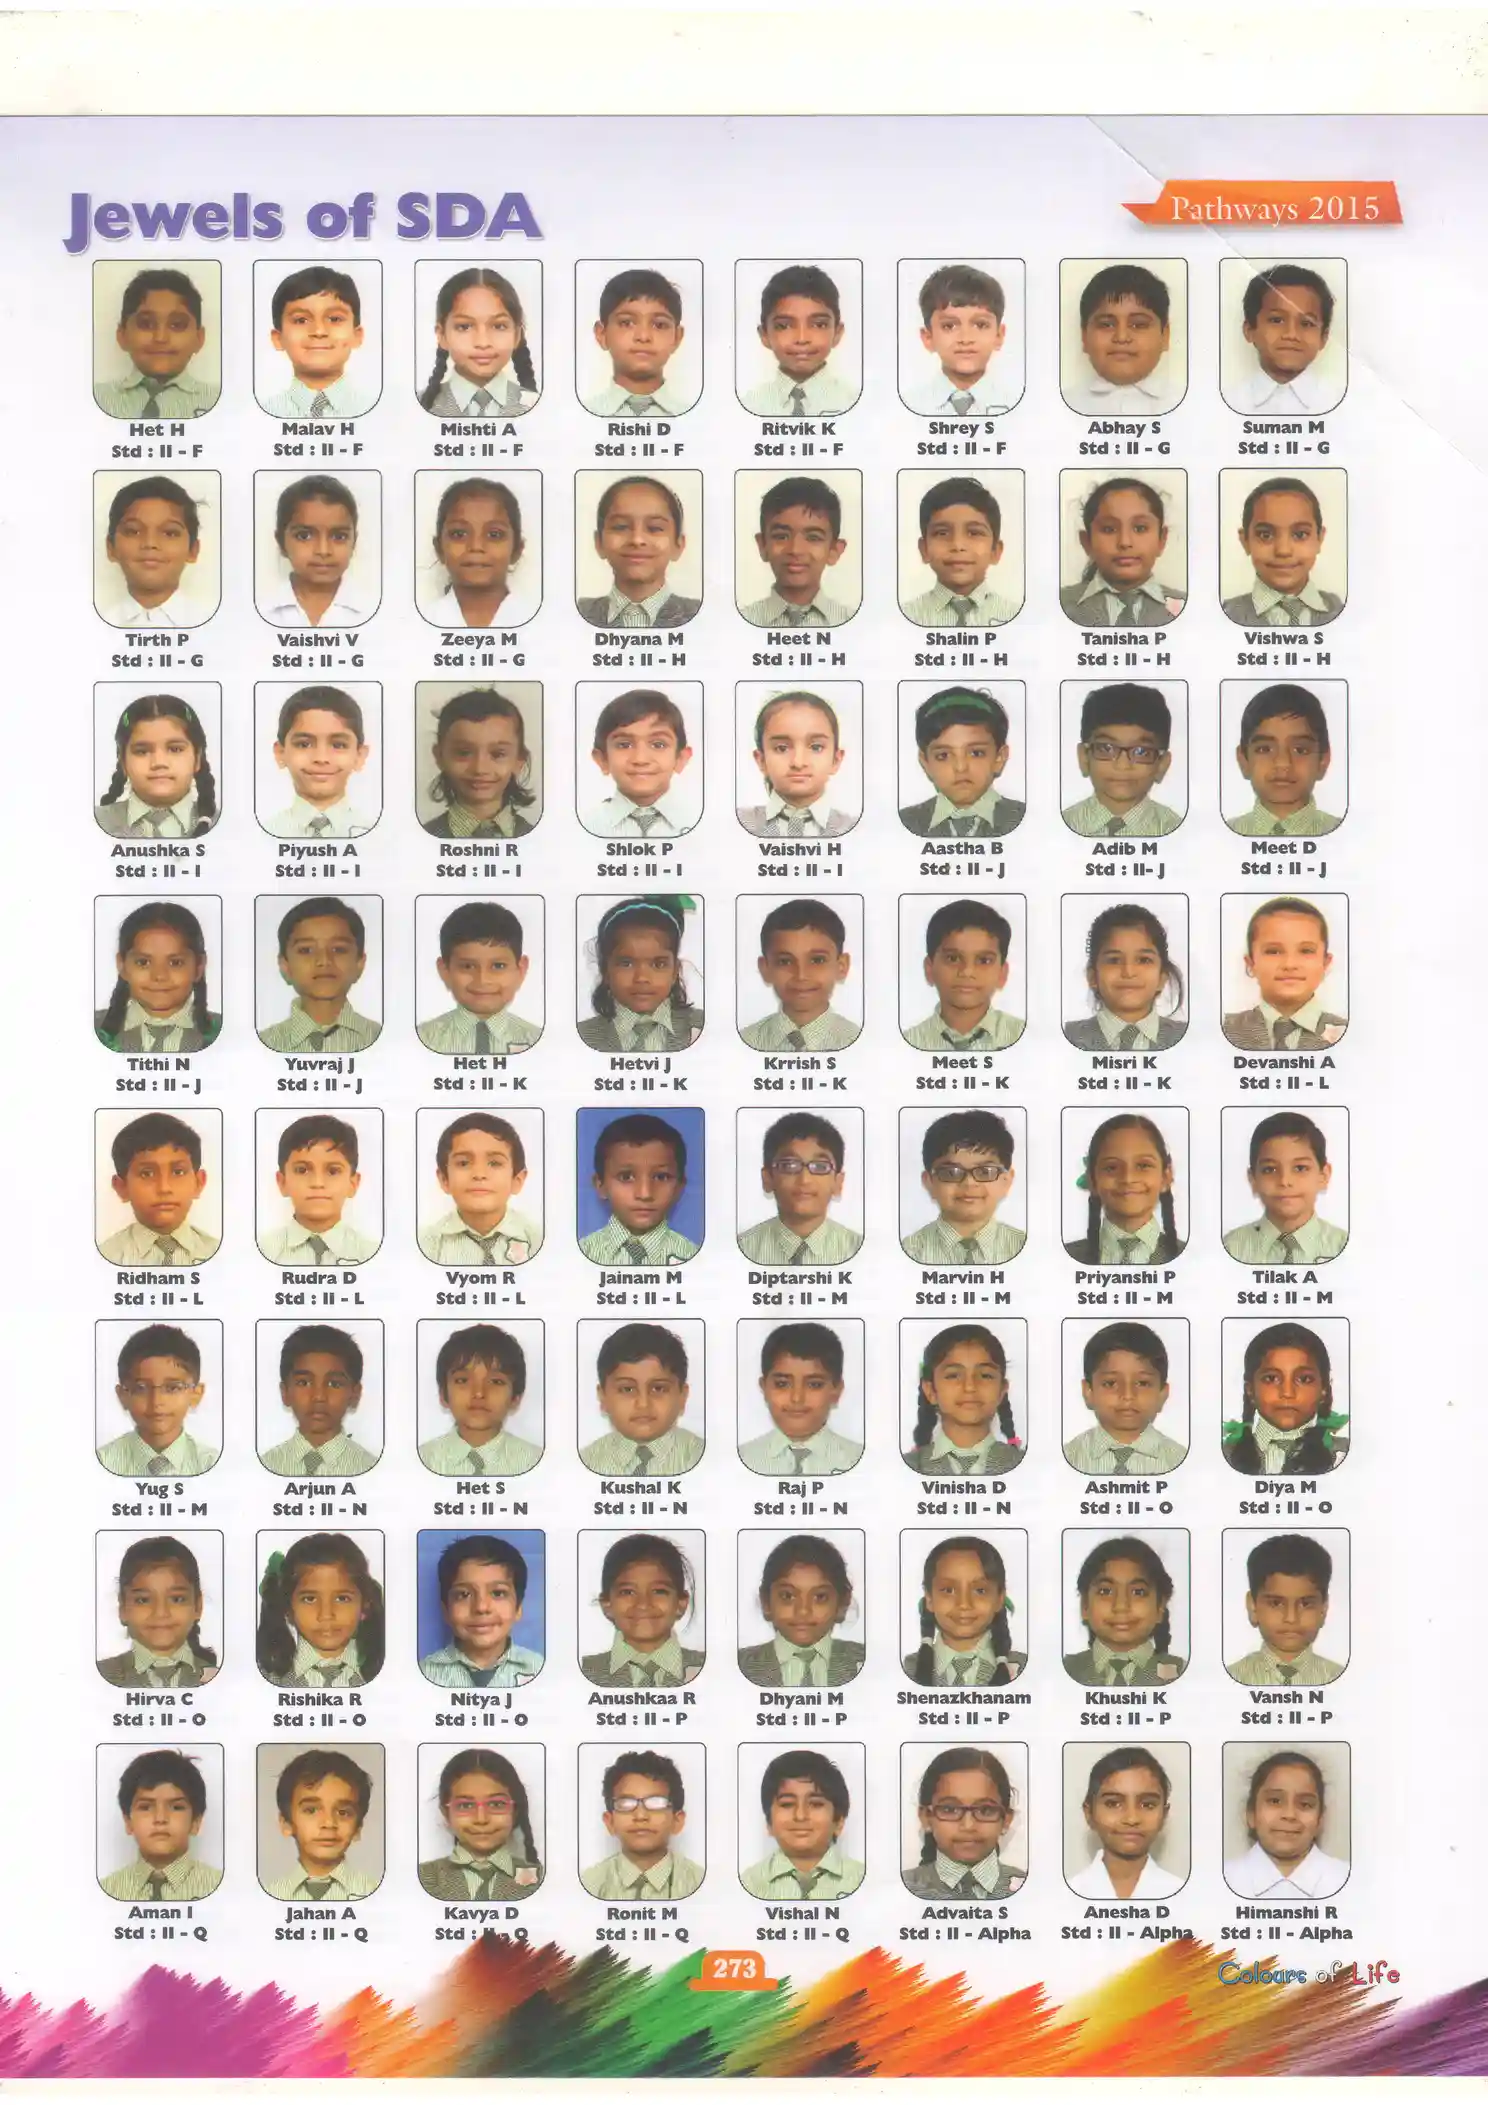 Jewels of SDA
Pathways 2015
Het H Malav H Mishti A Rishi D Ritvik K Shrey S Abhay S Suman M
Std : II - F Std : II - F Std : II - F Std : II - F Std : II - F Std : II - F Std : II - G Std : II - G
Tirth P Vaishvi V Zeeya M Dhyana M Heet N Shalin P Tanisha P Vishwa S
Std : II - G Std : II - G Std : II - G Std : II - H Std : II - H Std : II - H Std : II - H Std : II - H
Anushka S Piyush A Roshni R Shlok P Vaishvi H Aastha B Adib M Meet D
Std : II - I Std : II - I Std : II - I Std : II - I Std : II - I Std : II - J Std : II- J Std : II - J
Tithi N Yuvraj J Het H Hetvi J Krrish S Meet S Misri K Devanshi A
Std : II - J Std : II - J Std : II - K Std : II - K Std : II - K Std : II - K Std : II - K Std : II - L
Ridham S Rudra D Vyom R Jainam M Diptarshi K Marvin H Priyanshi P Tilak A
Std : II - L Std : II - L Std : II - L Std : II - L Std : II - M Std : II - M Std : II - M Std : II - M
Yug S Arjun A Het S Kushal K Raj P Vinisha D Ashmit P Diya M
Std : II - M Std : II - N Std : II - N Std : II - N Std : II - N Std : II - N Std : II - O Std : II - O
Hirva C Rishika R Nitya J Anushkaa R Dhyani M Shenazkhanam Khushi K Vansh N
Std : II - O Std : II - O Std : II - O Std : II - P Std : II - P Std : II - P Std : II - P Std : II - P
Aman I Jahan A Kavya D Ronit M Vishal N Advaita S Anesha D Himanshi R
Std : II - Q Std : II - Q Std : II - Q Std : II - Q Std : II - Q Std : II - Alpha Std : II - Alpha Std : II - Alpha
273
Colours of Life